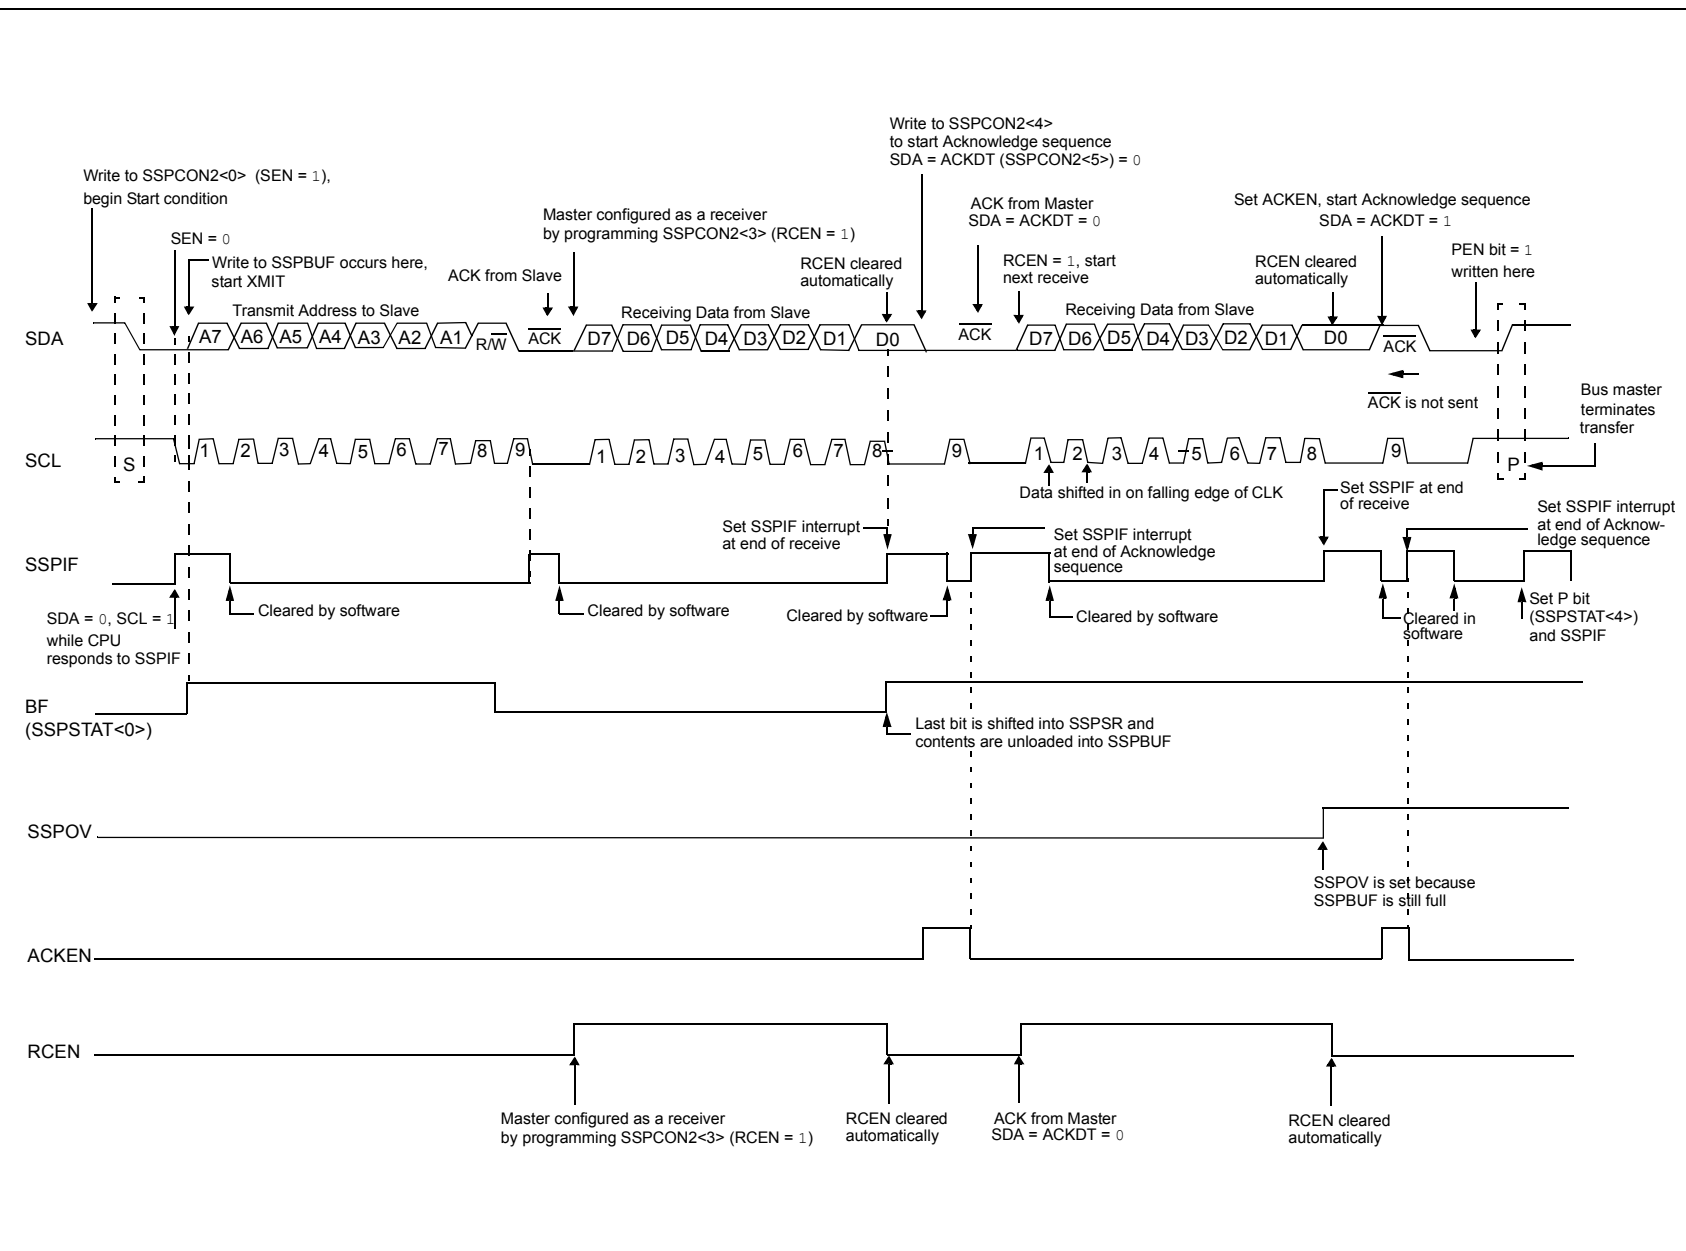 Write to SSPCON2<4>
to start Acknowledge sequence
SDA = ACKDT (SSPCON2<5>) = 0
Write to SSPCON2<0> (SEN = 1),
begin Start condition
ACK from Master
SDA = ACKDT = 0
Set ACKEN, start Acknowledge sequence
SDA = ACKDT = 1
Master configured as a receiver
by programming SSPCON2<3> (RCEN = 1)
SEN = 0
PEN bit = 1
written here
Write to SSPBUF occurs here,
start XMIT
ACK from Slave
RCEN cleared
automatically
RCEN = 1, start
next receive
RCEN cleared
automatically
Transmit Address to Slave
Receiving Data from Slave
Receiving Data from Slave
SDA
A7 A6 A5 A4 A3 A2 A1 R/W ACK D7 D6 D5 D4 D3 D2 D1 D0 ACK D7 D6 D5 D4 D3 D2 D1 D0 ACK
ACK is not sent
Bus master
terminates
transfer
SCL
S 1 2 3 4 5 6 7 8 9 1 2 3 4 5 6 7 8 9 1 2 3 4 5 6 7 8 9 P
Data shifted in on falling edge of CLK
Set SSPIF at end
of receive
Set SSPIF interrupt
at end of receive
Set SSPIF interrupt
at end of Acknowledge
sequence
Set SSPIF interrupt
at end of Acknow-
ledge sequence
SSPIF
SDA = 0, SCL = 1
while CPU
responds to SSPIF
Cleared by software
Cleared by software
Cleared by software
Cleared by software
Cleared in
software
Set P bit
(SSPSTAT<4>)
and SSPIF
BF
(SSPSTAT<0>)
Last bit is shifted into SSPSR and
contents are unloaded into SSPBUF
SSPOV
SSPOV is set because
SSPBUF is still full
ACKEN
RCEN
Master configured as a receiver
by programming SSPCON2<3> (RCEN = 1)
RCEN cleared
automatically
ACK from Master
SDA = ACKDT = 0
RCEN cleared
automatically